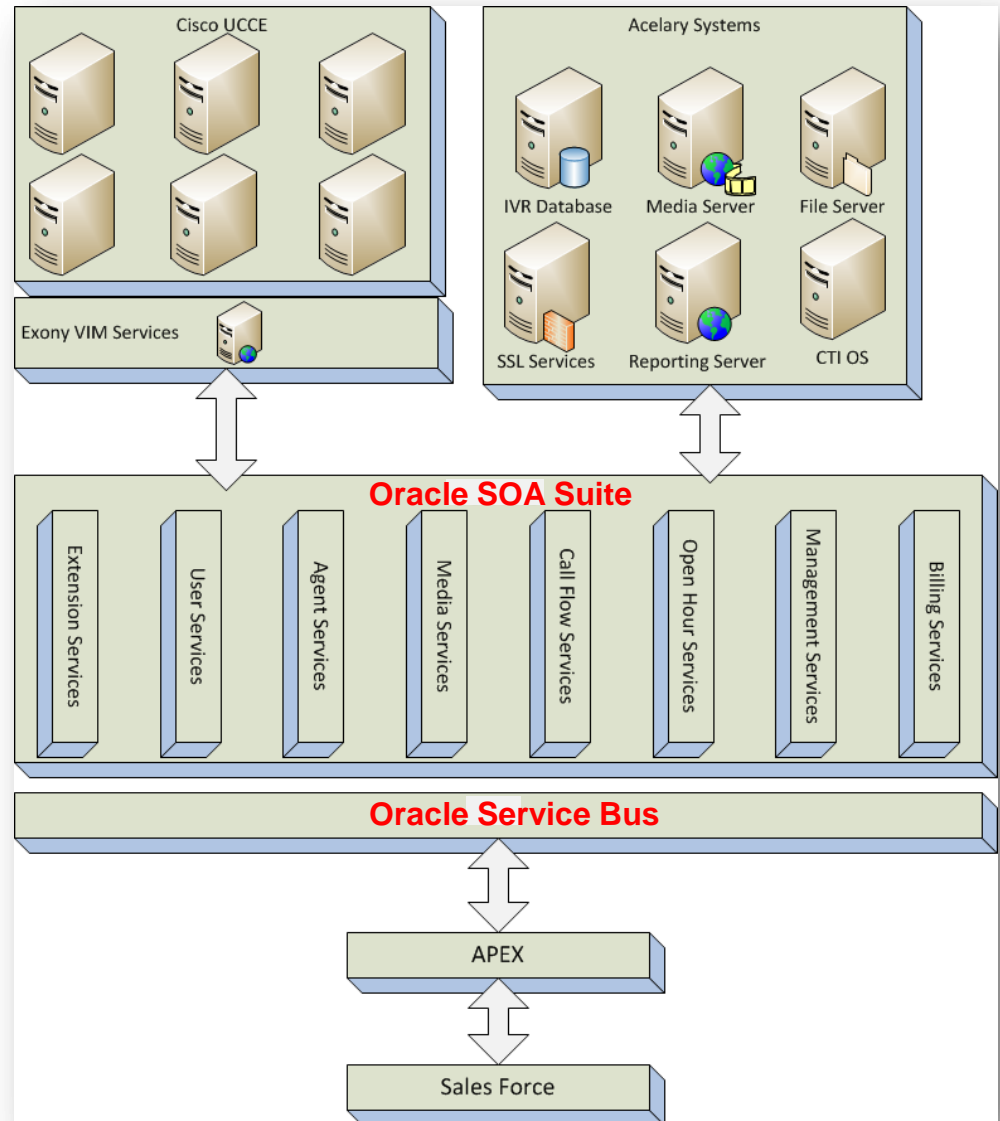 Cisco UCCE
Acelary Systems
IVR Database
Media Server
File Server
SSL Services
Reporting Server
CTI OS
Exony VIM Services
Oracle SOA Suite
Extension Services
User Services
Agent Services
Media Services
Call Flow Services
Open Hour Services
Management Services
Billing Services
Oracle Service Bus
APEX
Sales Force